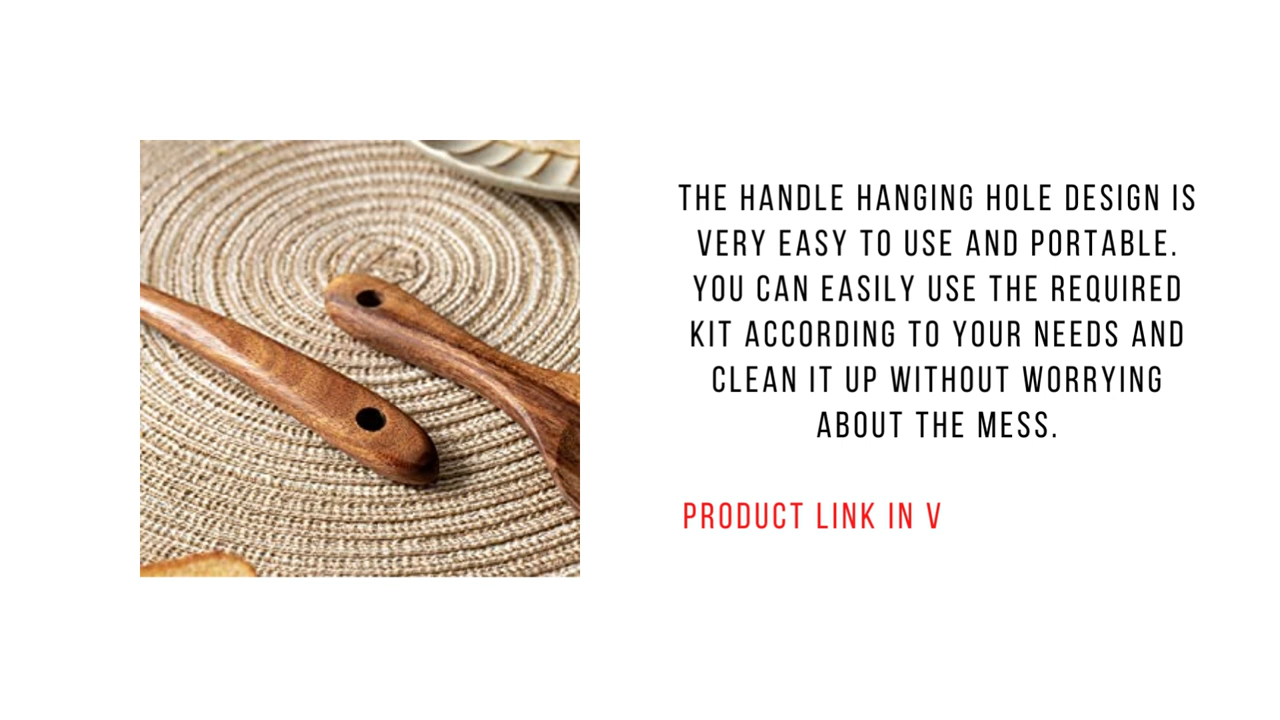 THE HANDLE HANGING HOLE DESIGN IS
VERY EASY TO USE AND PORTABLE.
YOU CAN EASILY USE THE REQUIRED
KIT ACCORDING TO YOUR NEEDS AND
CLEAN IT UP WITHOUT WORRYING
ABOUT THE MESS.
PRODUCT LINK IN V